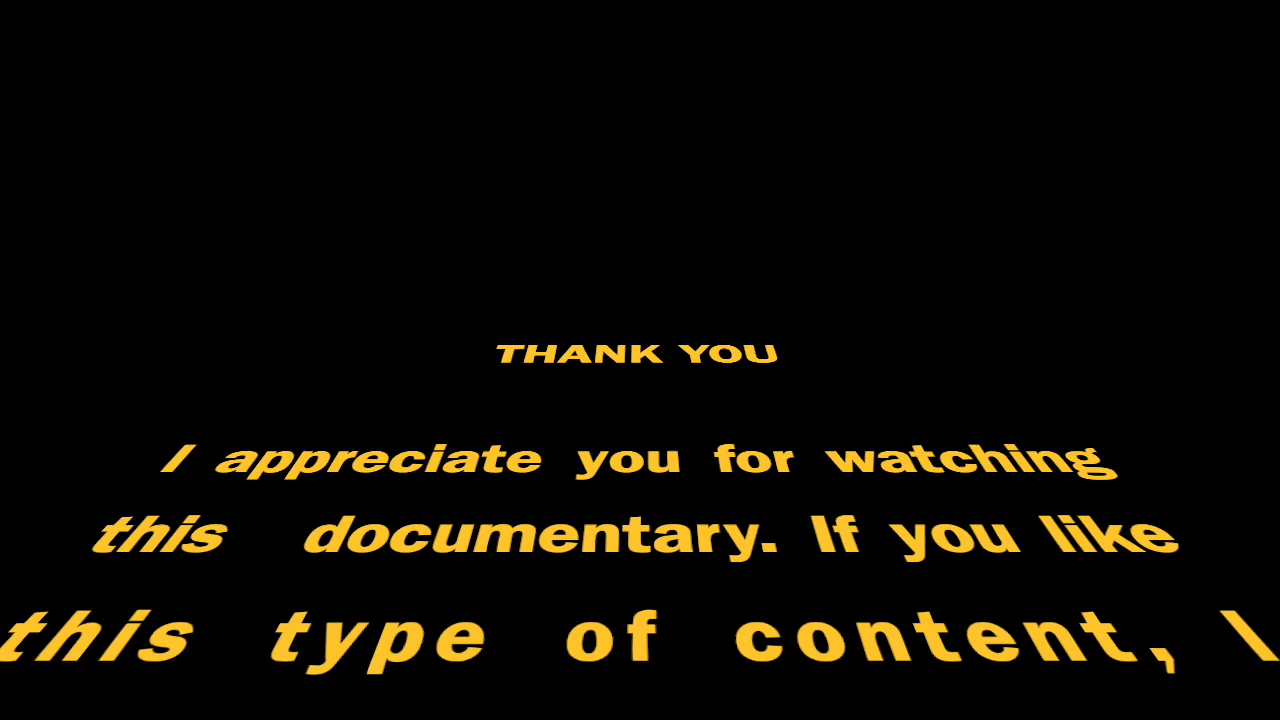 THANK YOU
I appreciate you for watching
this documentary. If you like
this type of content, I